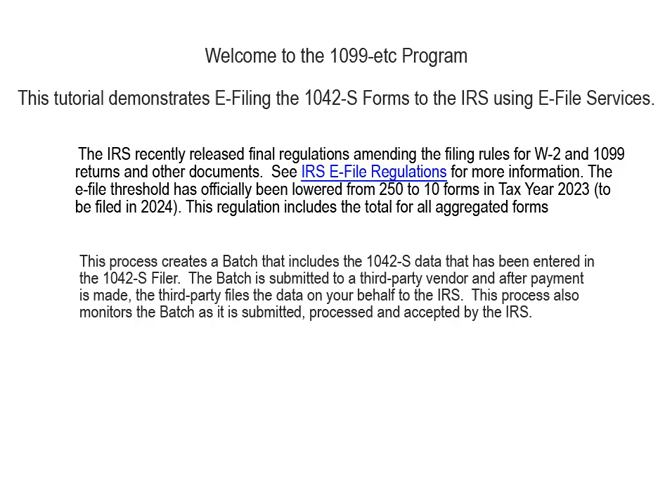 Welcome to the 1099-etc Program
This tutorial demonstrates E-Filing the 1042-S Forms to the IRS using E-File Services.
The IRS recently released final regulations amending the filing rules for W-2 and 1099
returns and other documents.  See IRS E-File Regulations for more information. The
e-file threshold has officially been lowered from 250 to 10 forms in Tax Year 2023 (to
be filed in 2024). This regulation includes the total for all aggregated forms
This process creates a Batch that includes the 1042-S data that has been entered in
the 1042-S Filer.  The Batch is submitted to a third-party vendor and after payment
is made, the third-party files the data on your behalf to the IRS.  This process also
monitors the Batch as it is submitted, processed and accepted by the IRS.